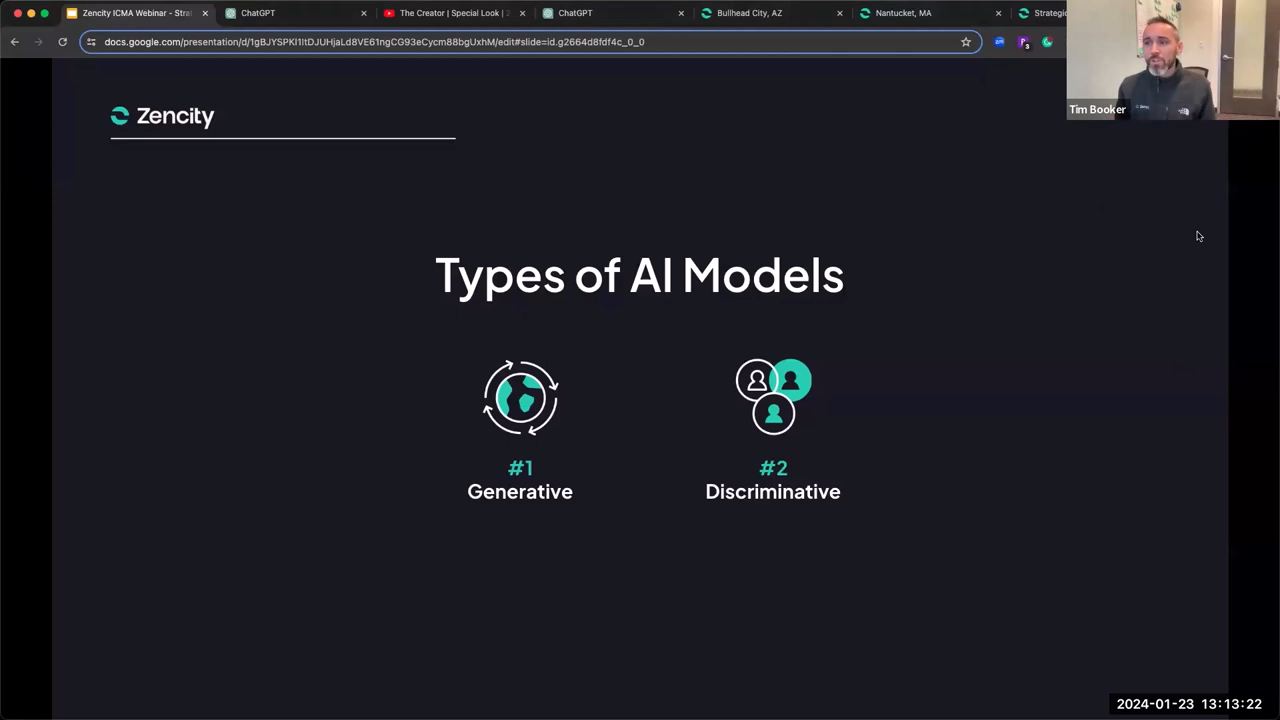 Zencity ICMA Webinar - Stra
ChatGPT
The Creator | Special Look | 2
ChatGPT
Bullhead City, AZ
Nantucket, MA
Strategic
docs.google.com/presentation/d/1gBJYSPKI1ItDJUHjaLd8VE61ngCG93eCycm88bgUxhM/edit#slide=id.g2664d8fdf4c_0_0
Tim Booker
Zencity
Types of AI Models
#1
Generative
#2
Discriminative
2024-01-23 13:13:22